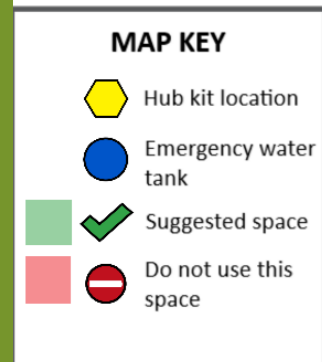 MAP KEY
Hub kit location
Emergency water
tank
Suggested space
Do not use this
space